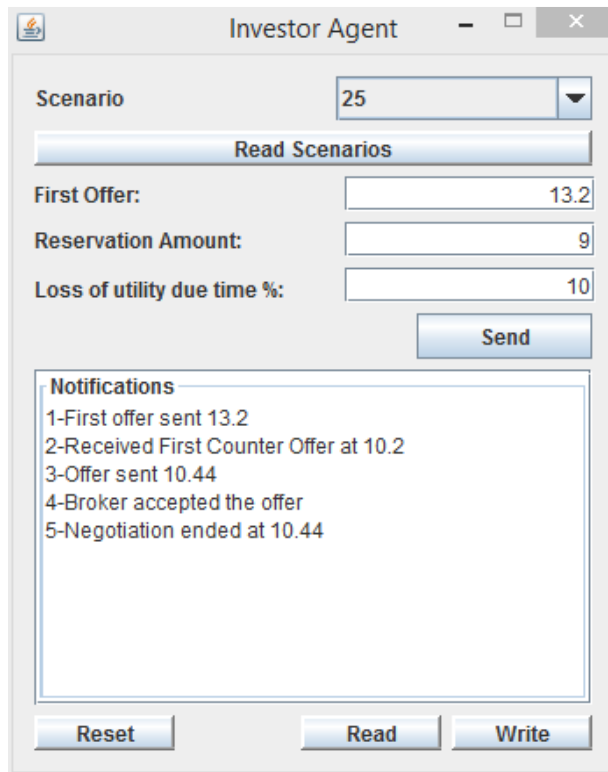 Investor Agent
Scenario 25
Read Scenarios
First Offer: 13.2
Reservation Amount: 9
Loss of utility due time %: 10
Send
Notifications
1-First offer sent 13.2
2-Received First Counter Offer at 10.2
3-Offer sent 10.44
4-Broker accepted the offer
5-Negotiation ended at 10.44
Reset Read Write